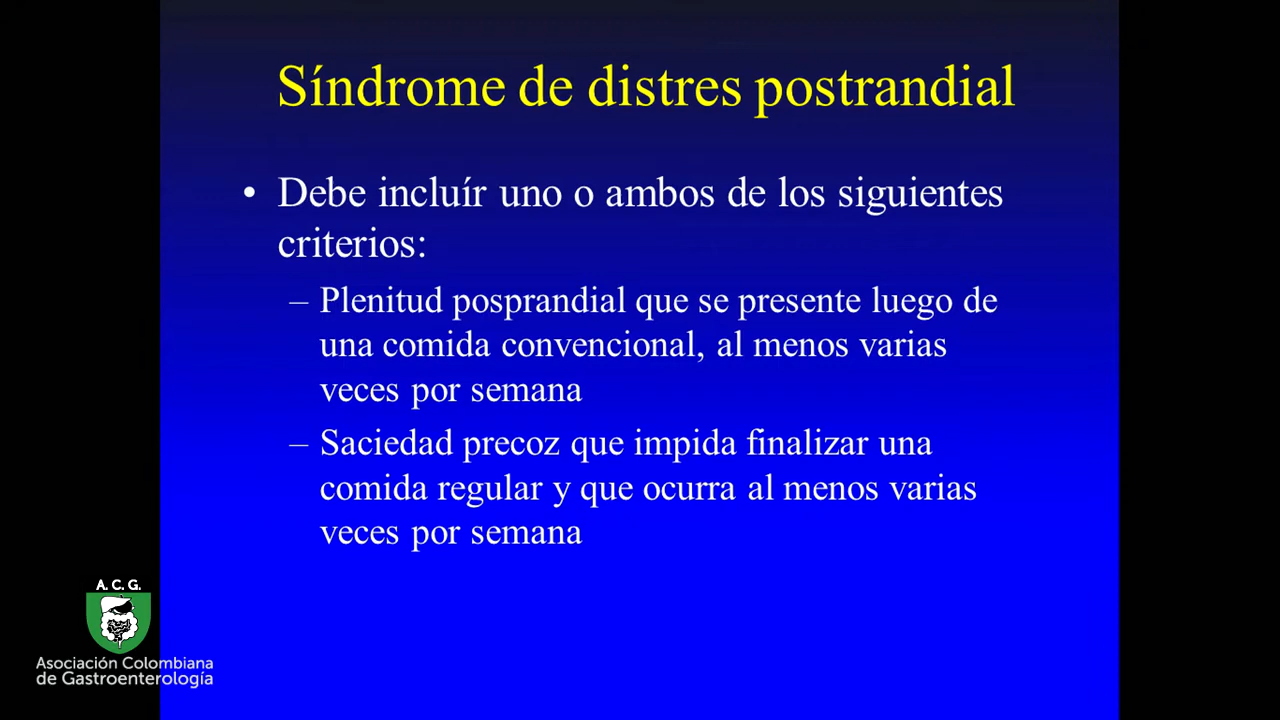 Síndrome de distres postrandial
• Debe incluír uno o ambos de los siguientes
criterios:
– Plenitud posprandial que se presente luego de
una comida convencional, al menos varias
veces por semana
– Saciedad precoz que impida finalizar una
comida regular y que ocurra al menos varias
veces por semana
A. C. G.
Asociación Colombiana
de Gastroenterología